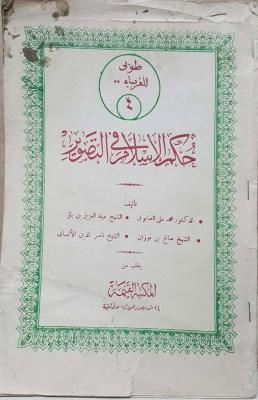 طوبى
للغرباء ..
٤
حكم الإسلام في التصوير
تأليف
• الدكتور محمد علي الصابوني • الشيخ عبد العزيز بن باز
• الشيخ صالح بن فوزان • الشيخ ناصر الدين الألباني
يطلب من
المكتبة القيمة